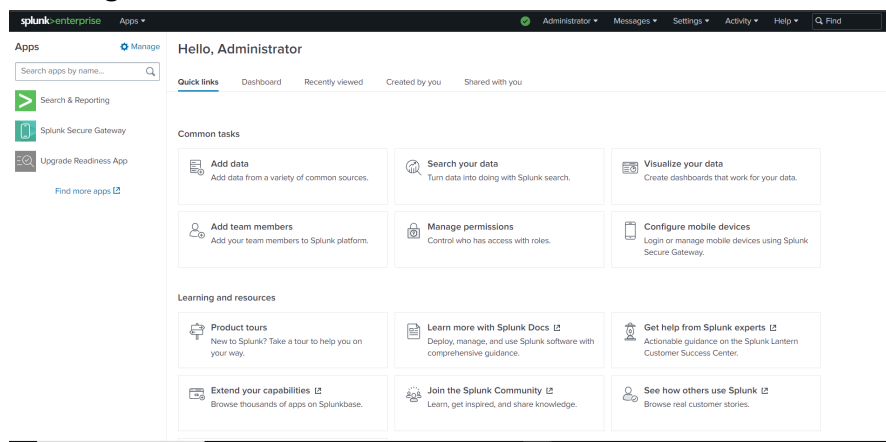 splunk>enterprise Apps ▾ Administrator ▾ Messages ▾ Settings ▾ Activity ▾ Help ▾ Find
Apps
Manage
Search apps by name...
Search & Reporting
Splunk Secure Gateway
Upgrade Readiness App
Find more apps
Hello, Administrator
Quick links Dashboard Recently viewed Created by you Shared with you
Common tasks
Add data
Add data from a variety of common sources.
Search your data
Turn data into doing with Splunk search.
Visualize your data
Create dashboards that work for your data.
Add team members
Add your team members to Splunk platform.
Manage permissions
Control who has access with roles.
Configure mobile devices
Login or manage mobile devices using Splunk
Secure Gateway.
Learning and resources
Product tours
New to Splunk? Take a tour to help you on
your way.
Learn more with Splunk Docs
Deploy, manage, and use Splunk software with
comprehensive guidance.
Get help from Splunk experts
Actionable guidance on the Splunk Lantern
Customer Success Center.
Extend your capabilities
Browse thousands of apps on Splunkbase.
Join the Splunk Community
Learn, get inspired, and share knowledge.
See how others use Splunk
Browse real customer stories.